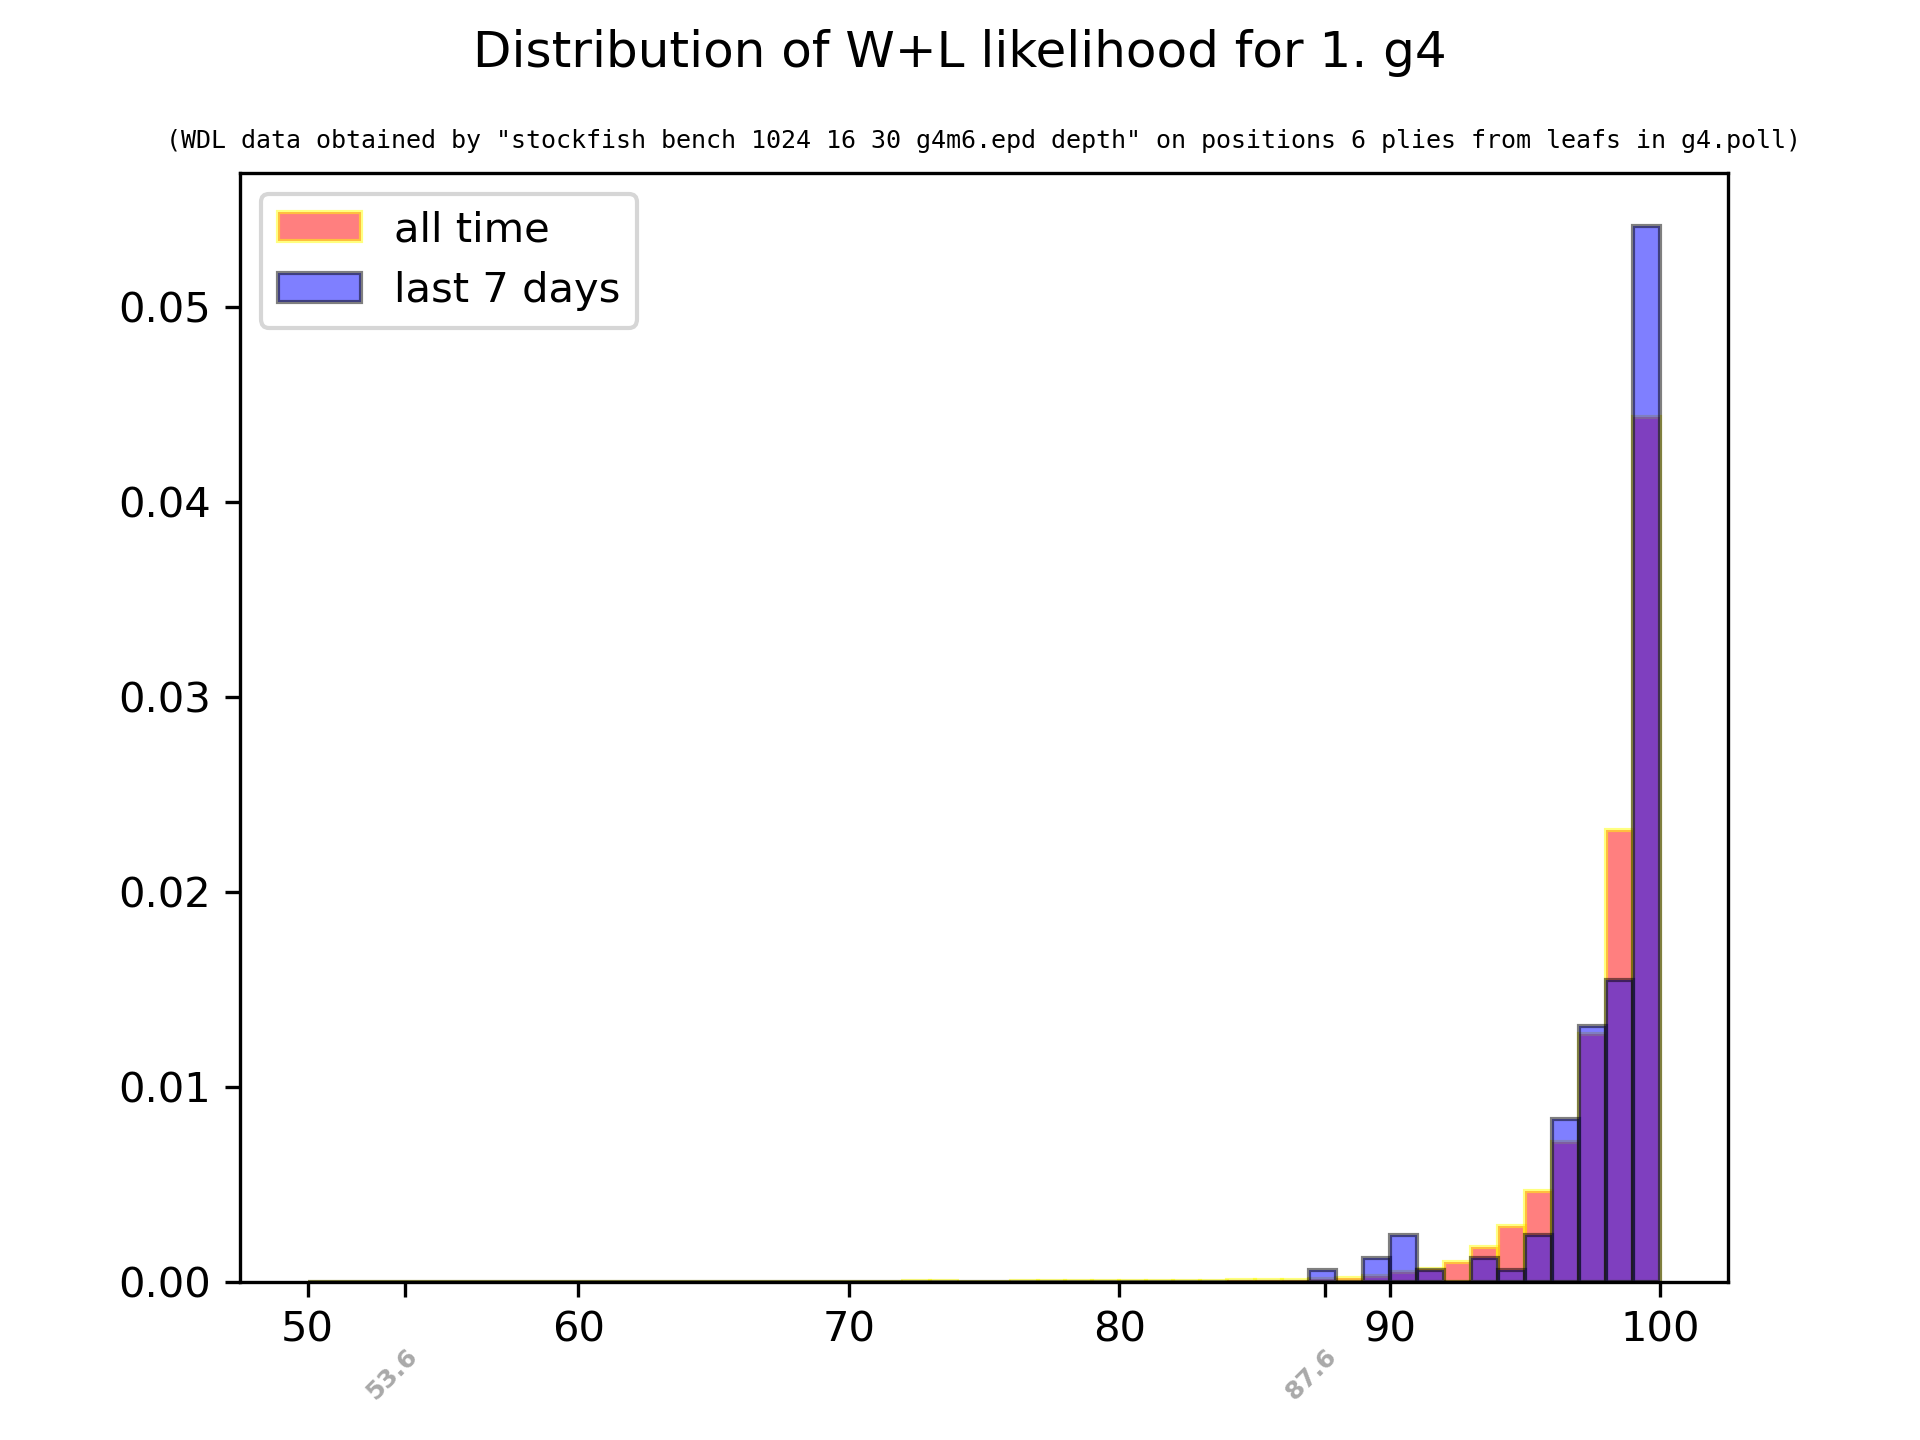 Distribution of W+L likelihood for 1. g4
(WDL data obtained by "stockfish bench 1024 16 30 g4m6.epd depth" on positions 6 plies from leafs in g4.poll)
all time
last 7 days
0.05
0.04
0.03
0.02
0.01
0.00
50 60 70 80 90 100
53.6 87.6